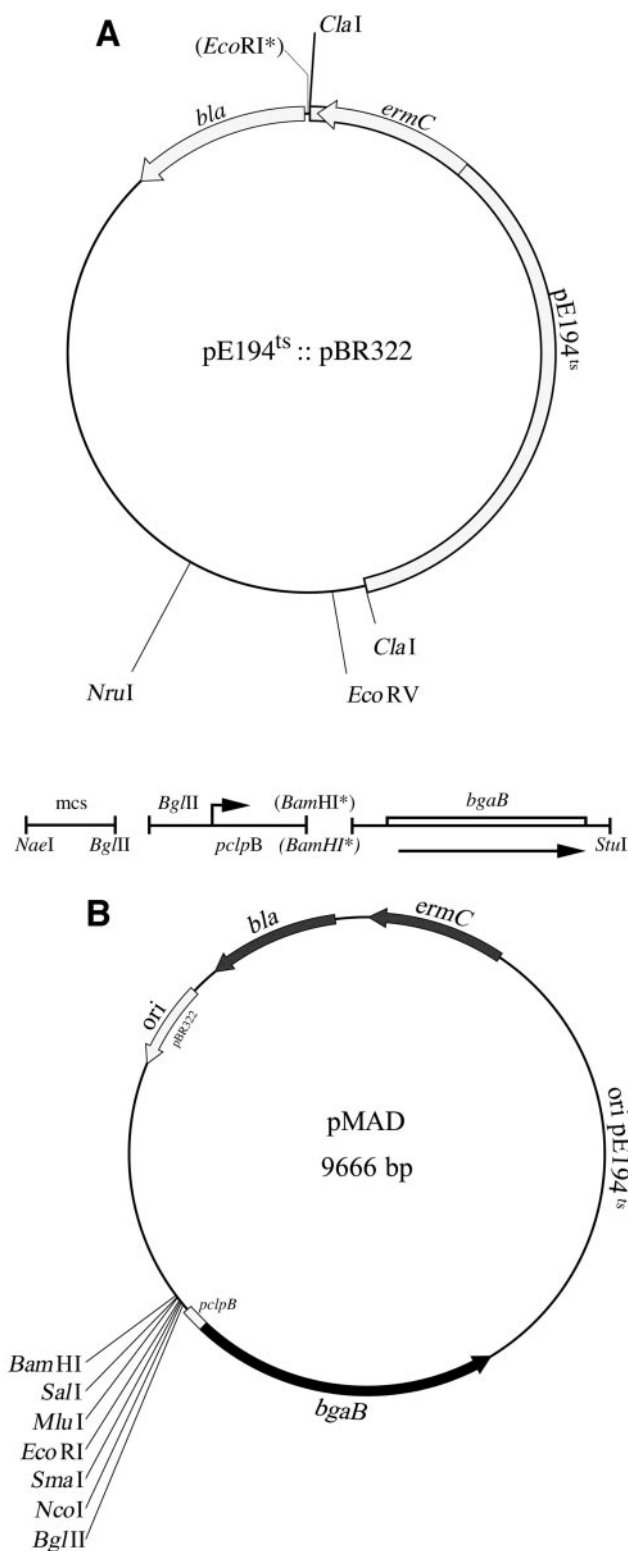 A
ClaI
(EcoRI*)
bla
ermC
pE194ts
pE194ts :: pBR322
ClaI
NruI
EcoRV
mcs
BglII
(BamHI*)
bgaB
NaeI
BglII
pclpB
(BamHI*)
StuI
B
bla
ermC
ori
pBR322
pMAD
9666 bp
ori pE194ts
pclpB
BamHI
SalI
MluI
EcoRI
SmaI
NcoI
BglII
bgaB